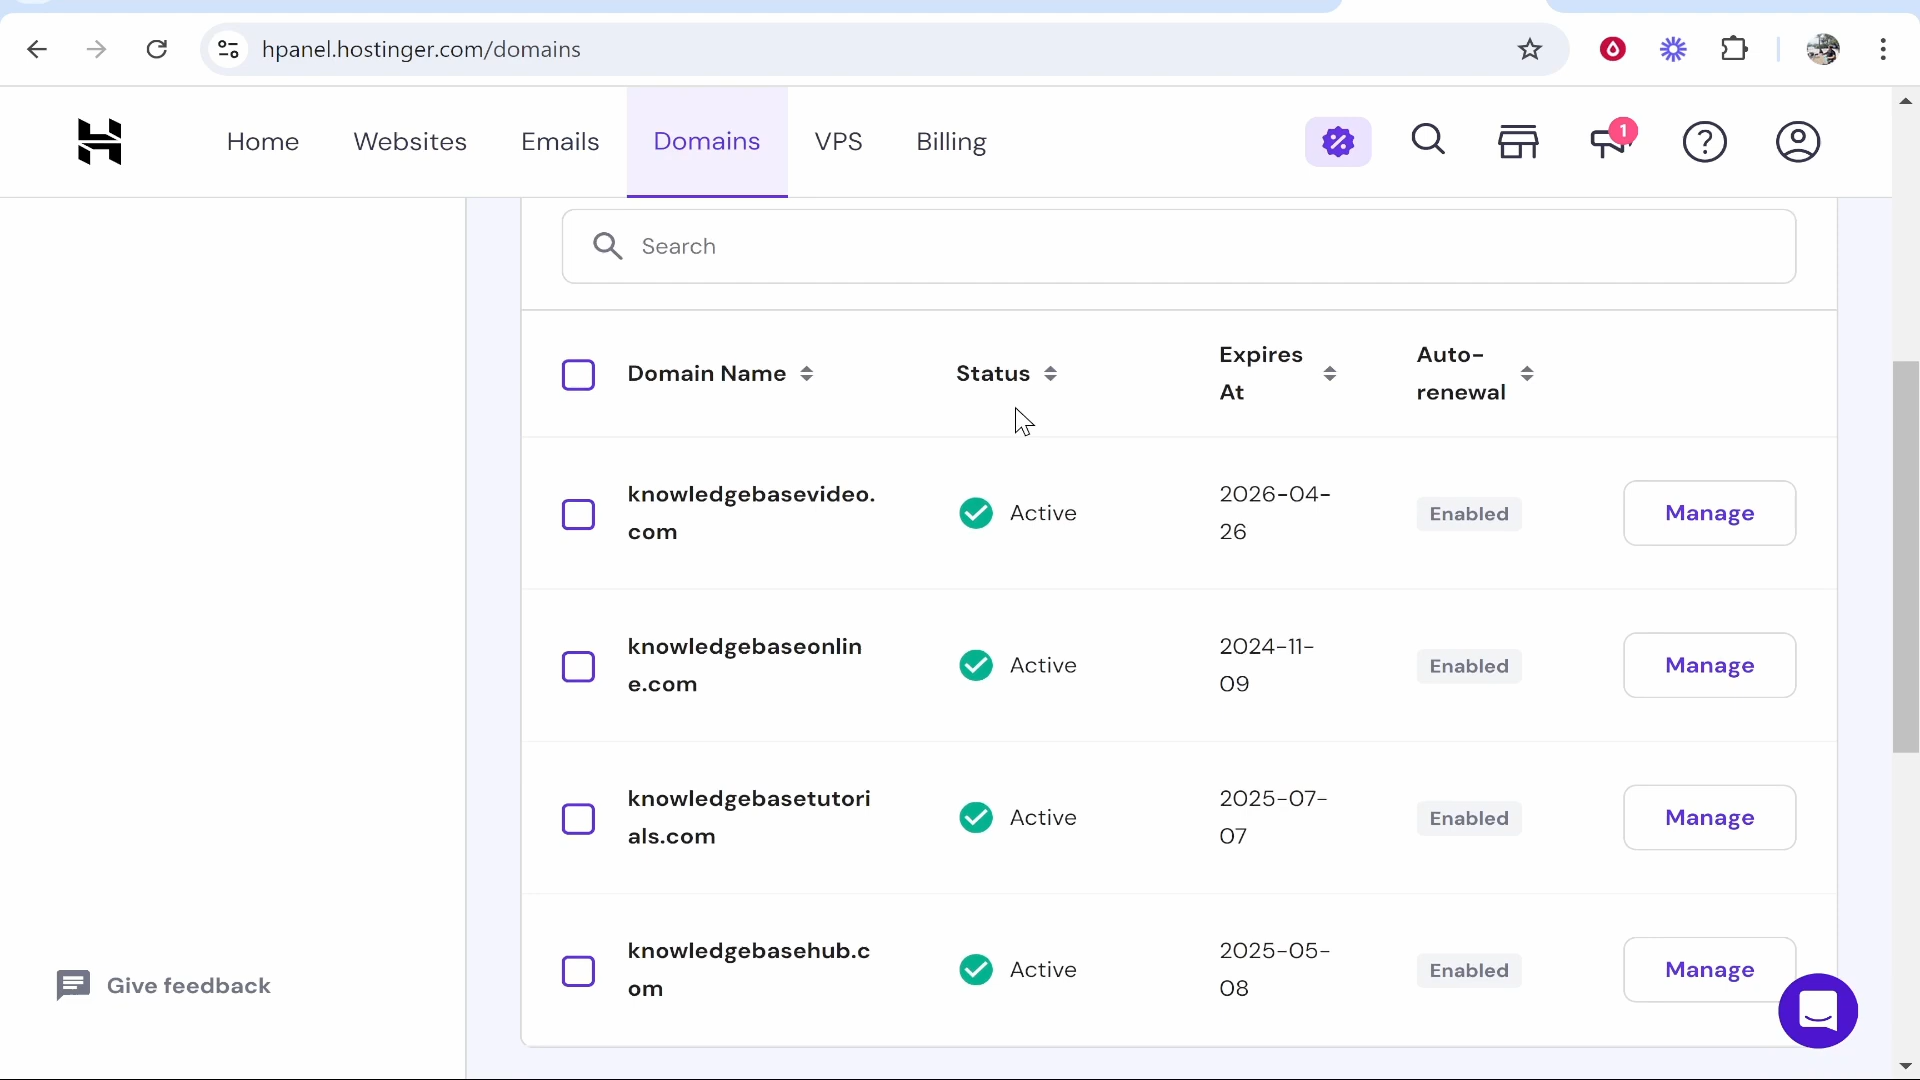 hpanel.hostinger.com/domains
Home Websites Emails Domains VPS Billing 1
Search
Domain Name Status Expires At Auto-renewal
knowledgebasevideo.
com
Active
2026-04-
26
Enabled
Manage
knowledgebaseonlin
e.com
Active
2024-11-
09
Enabled
Manage
knowledgebasetutori
als.com
Active
2025-07-
07
Enabled
Manage
knowledgebasehub.c
om
Active
2025-05-
08
Enabled
Manage
Give feedback